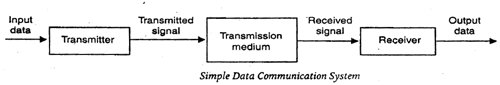 Input
data
Transmitter
Transmitted
signal
Transmission
medium
Received
signal
Receiver
Output
data
Simple Data Communication System